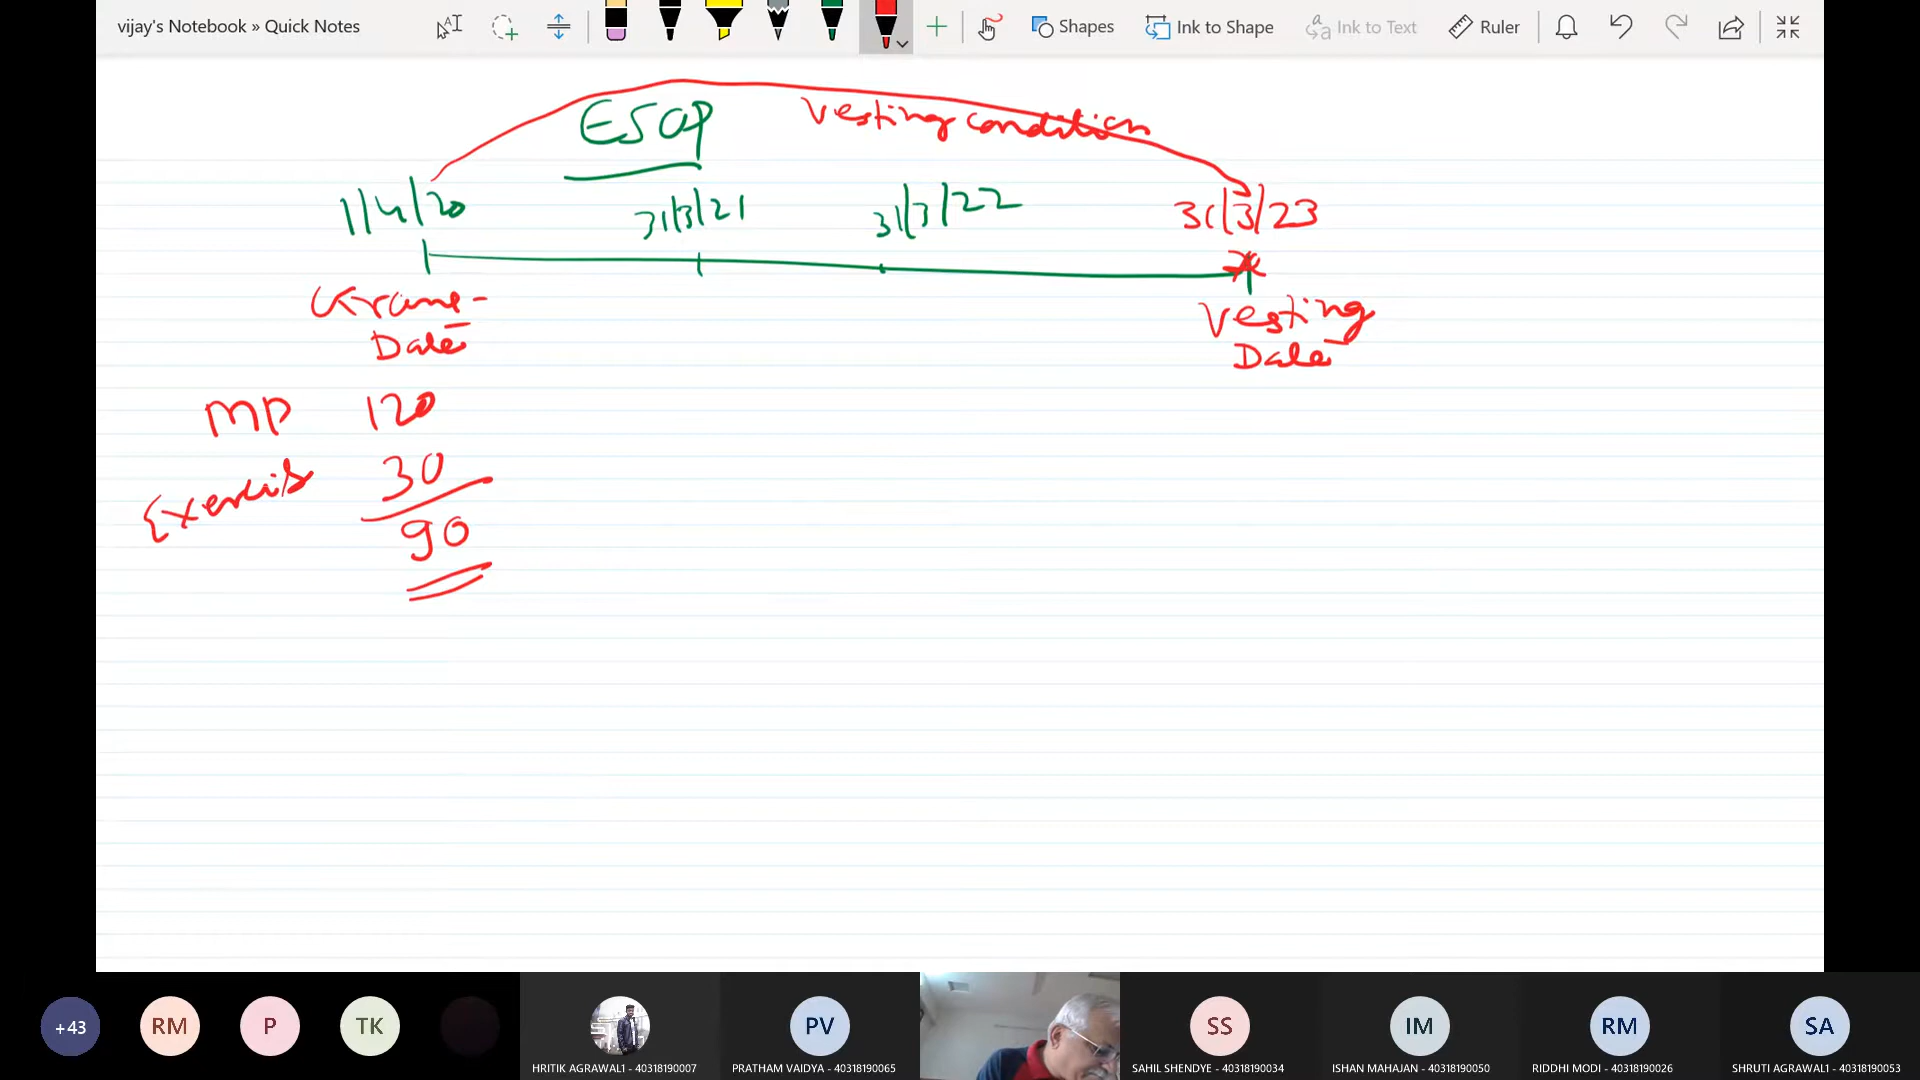 vijay's Notebook » Quick Notes
Shapes
Ink to Shape
Ink to Text
Ruler
ESOP
Vesting condition
1/4/20 31/3/21 31/3/22 31/3/23
Grant
Date
Vesting
Date
MP 120
Exercise 30
90
+43
RM
P
TK
PV
SS
IM
RM
SA
HRITIK AGRAWAL1 - 40318190007
PRATHAM VAIDYA - 40318190065
SAHIL SHENDYE - 40318190034
ISHAN MAHAJAN - 40318190050
RIDDHI MODI - 40318190026
SHRUTI AGRAWAL1 - 40318190053